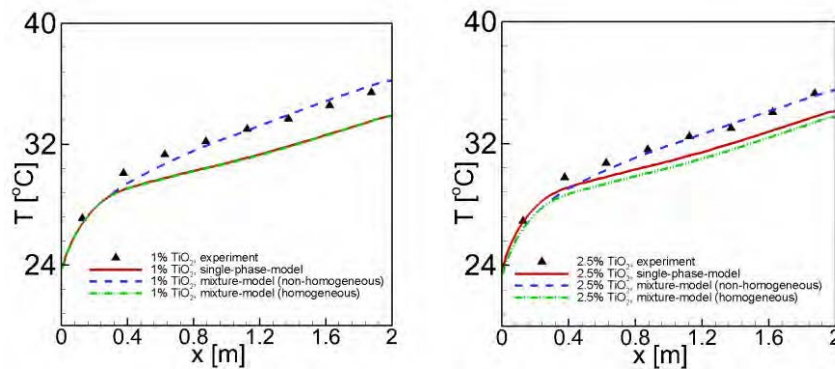 40
32
24
T [°C]
0
0.4
0.8
1.2
1.6
2
x [m]
1% TiO2, experiment
1% TiO2, single-phase-model
1% TiO2, mixture-model (non-homogeneous)
1% TiO2, mixture-model (homogeneous)
40
32
24
T [°C]
0
0.4
0.8
1.2
1.6
2
x [m]
2.5% TiO2, experiment
2.5% TiO2, single-phase-model
2.5% TiO2, mixture-model (non-homogeneous)
2.5% TiO2, mixture-model (homogeneous)